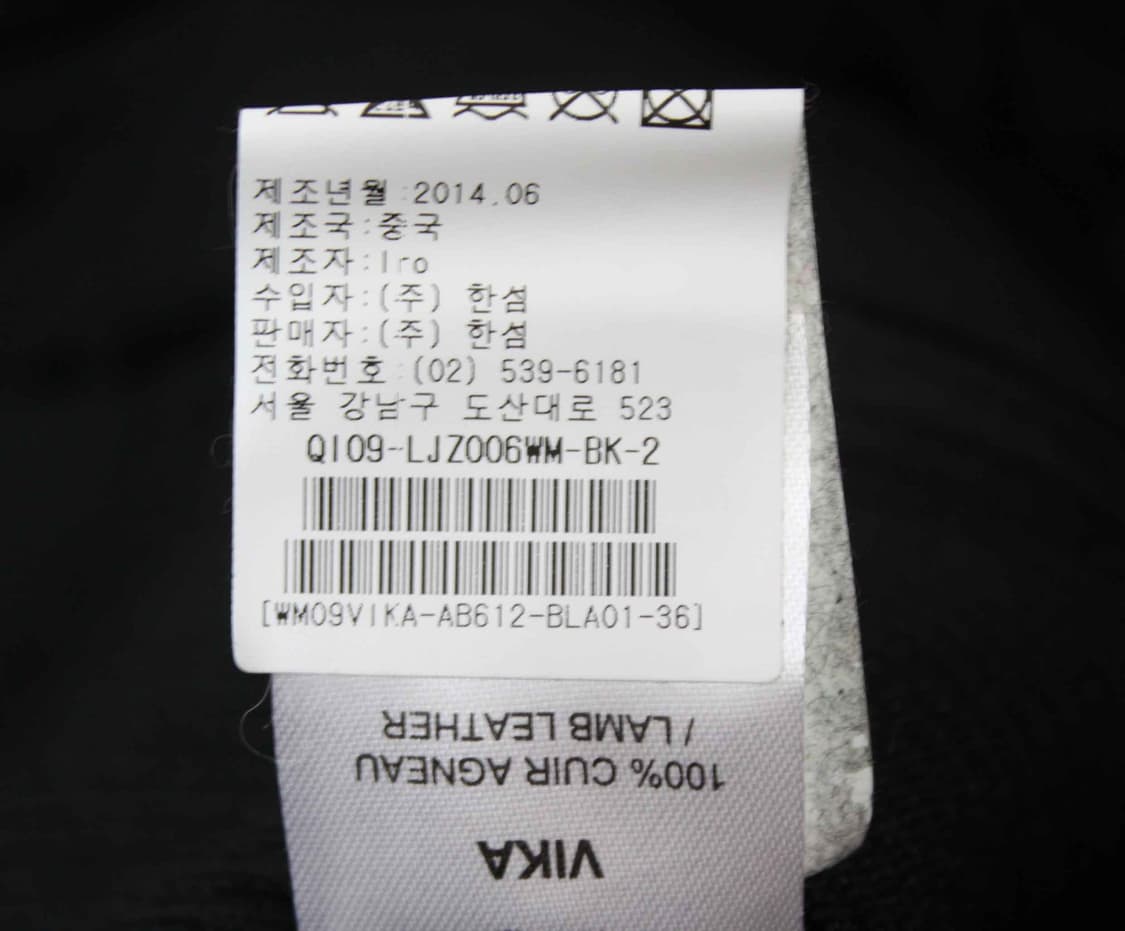 제조년월:2014.06
제조국:중국
제조자:Iro
수입자:(주) 한섬
판매자:(주) 한섬
전화번호:(02) 539-6181
서울 강남구 도산대로 523
QI09-LJZ006WM-BK-2
[WM09VIKA-AB612-BLA01-36]
VIKA
100% CUIR AGNEAU
/ LAMB LEATHER